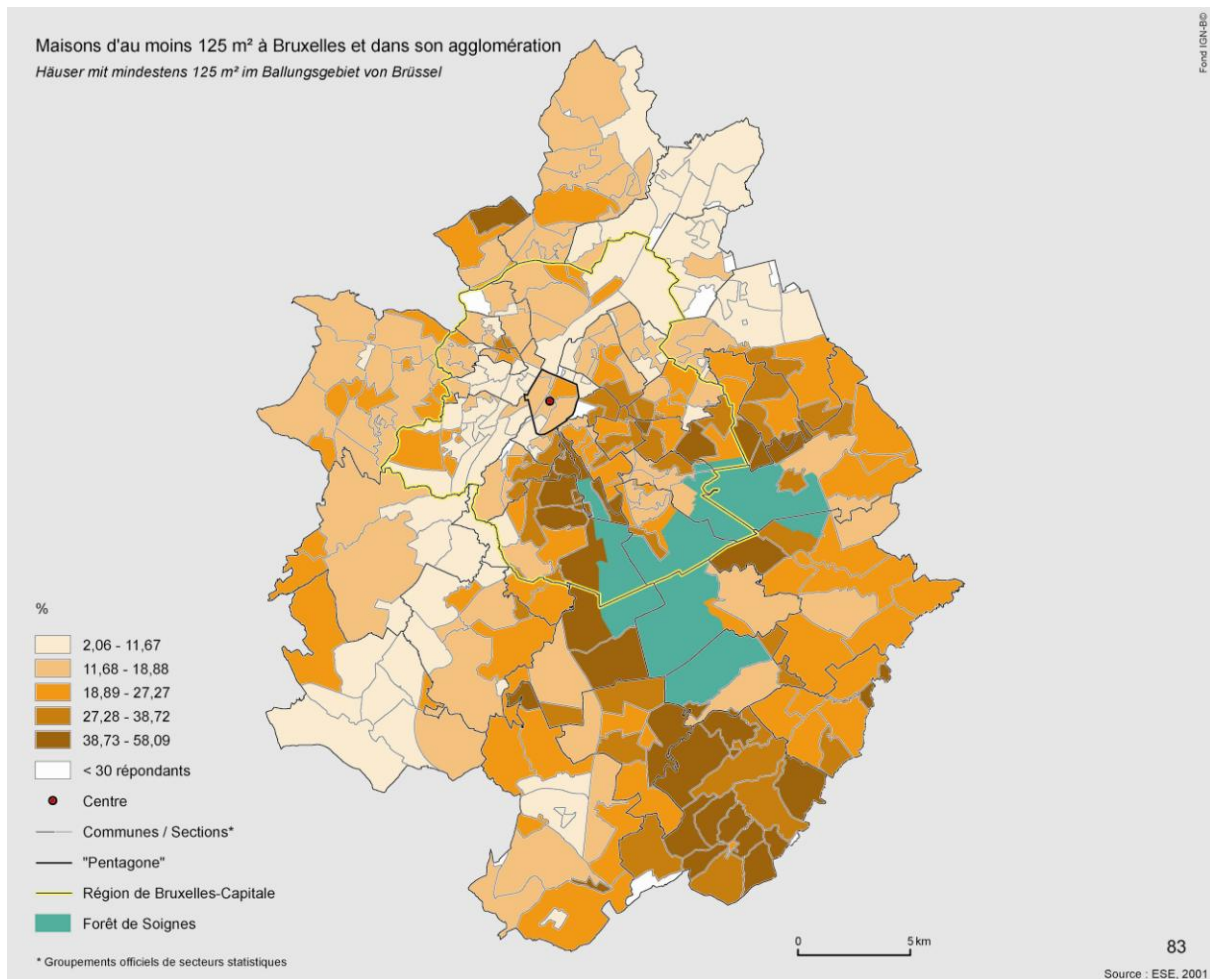 Maisons d'au moins 125 m² à Bruxelles et dans son agglomération
Häuser mit mindestens 125 m² im Ballungsgebiet von Brüssel
Fond IGN-B©
%
2,06 - 11,67
11,68 - 18,88
18,89 - 27,27
27,28 - 38,72
38,73 - 58,09
< 30 répondants
Centre
Communes / Sections*
"Pentagone"
Région de Bruxelles-Capitale
Forêt de Soignes
* Groupements officiels de secteurs statistiques
0 5 km
83
Source : ESE, 2001